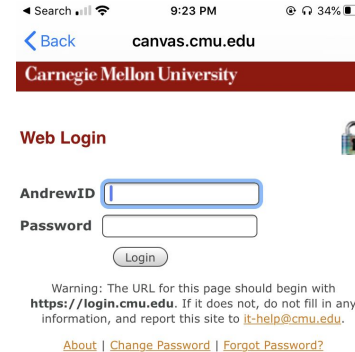 Search 9:23 PM 34%
Back canvas.cmu.edu
Carnegie Mellon University
Web Login
AndrewID
Password
Login
Warning: The URL for this page should begin with
https://login.cmu.edu. If it does not, do not fill in any
information, and report this site to it-help@cmu.edu.
About | Change Password | Forgot Password?